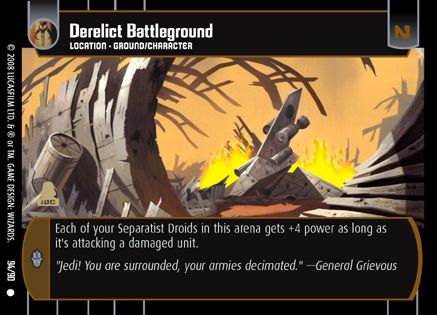 Derelict Battleground
LOCATION - GROUND/CHARACTER
N
IDC
Each of your Separatist Droids in this arena gets +4 power as long as
it's attacking a damaged unit.
"Jedi! You are surrounded, your armies decimated." —General Grievous
© 2008 LUCASFILM LTD. & ® or TM. GAME DESIGN: WIZARDS.
94/90